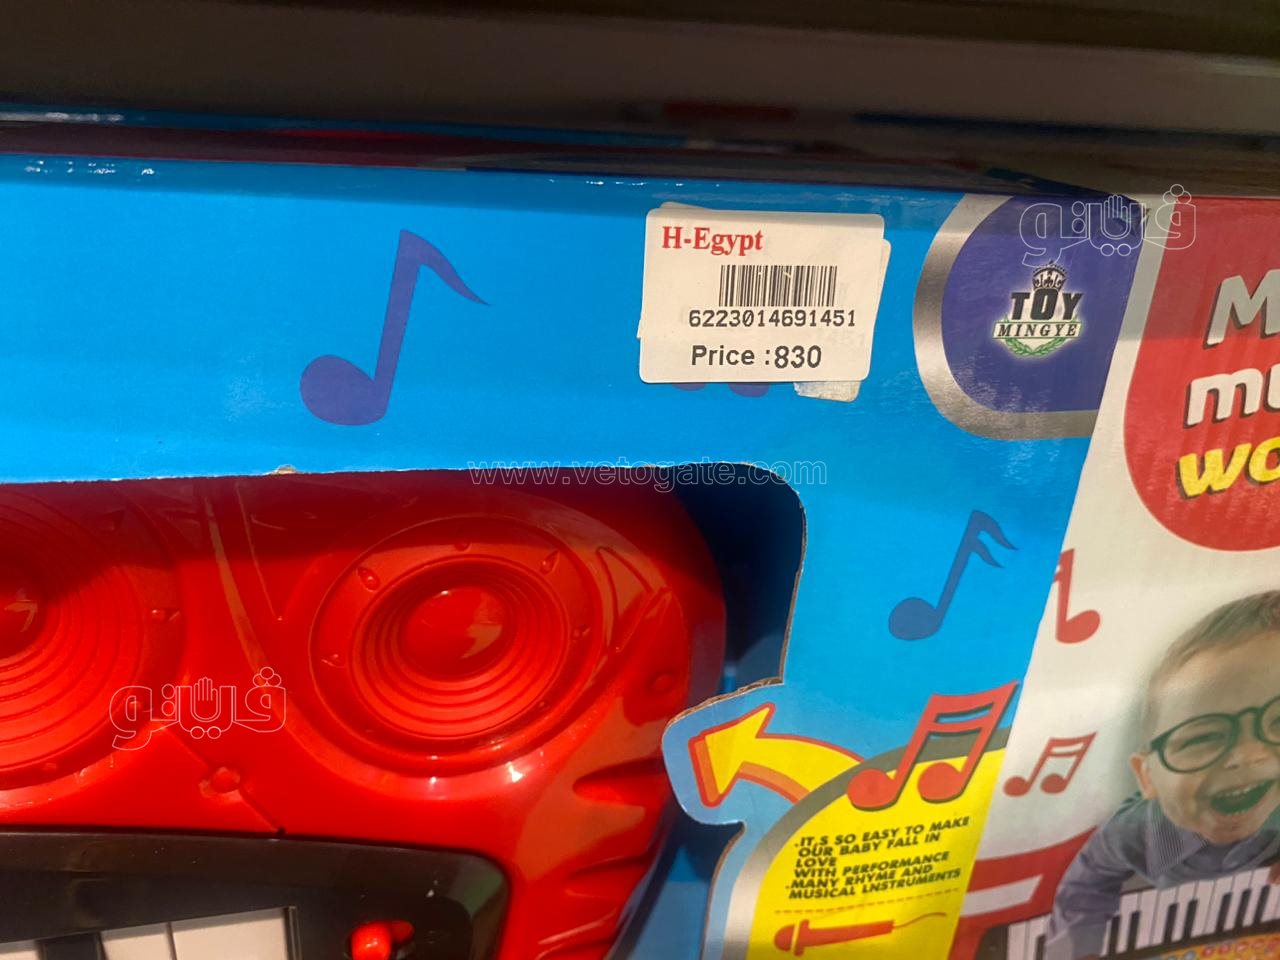 H-Egypt
6223014691451
Price :830
TOY
MINGYE
فيتو
www.vetogate.com
فيتو
.IT,S SO EASY TO MAKE
OUR BABY FALL IN
LOVE
WITH PERFORMANCE
.MANY RHYME AND
MUSICAL LNSTRUMENTS